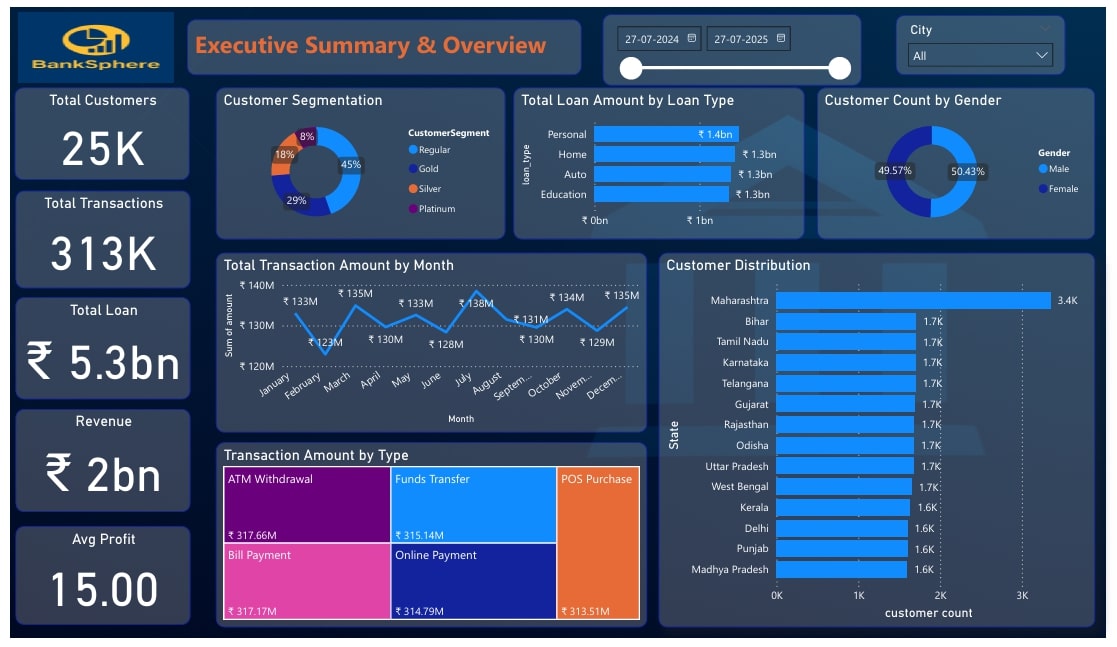 BankSphere
Executive Summary & Overview
27-07-2024
27-07-2025
City
All
Total Customers
25K
Total Transactions
313K
Total Loan
₹ 5.3bn
Revenue
₹ 2bn
Avg Profit
15.00
Customer Segmentation
8%
18%
45%
29%
CustomerSegment
Regular
Gold
Silver
Platinum
Total Loan Amount by Loan Type
loan_type
Personal
₹ 1.4bn
Home
₹ 1.3bn
Auto
₹ 1.3bn
Education
₹ 1.3bn
₹ 0bn
₹ 1bn
Customer Count by Gender
49.57%
50.43%
Gender
Male
Female
Total Transaction Amount by Month
Sum of amount
₹ 140M
₹ 130M
₹ 120M
₹ 133M
₹ 123M
₹ 135M
₹ 130M
₹ 133M
₹ 128M
₹ 138M
₹ 131M
₹ 130M
₹ 134M
₹ 129M
₹ 135M
January
February
March
April
May
June
July
August
Septem...
October
Novem...
Decem...
Month
Transaction Amount by Type
ATM Withdrawal
₹ 317.66M
Funds Transfer
₹ 315.14M
POS Purchase
₹ 313.51M
Bill Payment
₹ 317.17M
Online Payment
₹ 314.79M
Customer Distribution
State
Maharashtra
3.4K
Bihar
1.7K
Tamil Nadu
1.7K
Karnataka
1.7K
Telangana
1.7K
Gujarat
1.7K
Rajasthan
1.7K
Odisha
1.7K
Uttar Pradesh
1.7K
West Bengal
1.7K
Kerala
1.6K
Delhi
1.6K
Punjab
1.6K
Madhya Pradesh
1.6K
0K
1K
2K
3K
customer count